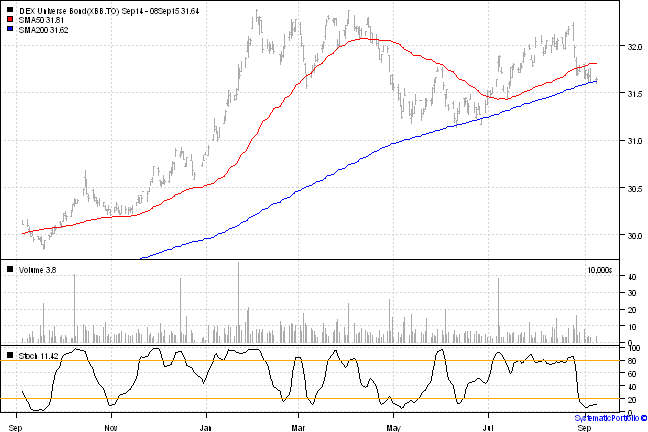 DEX Universe Bond(XBB.TO) Sep14 - 08Sep15 31.64
SMA50 31.81
SMA200 31.62
32.0
31.5
31.0
30.5
30.0
Volume 3.8
10,000s
40
30
20
10
0
Stoch 11.42
100
80
60
40
20
0
SystematicPortfolio ©
Sep Nov Jan Mar May Jul Sep